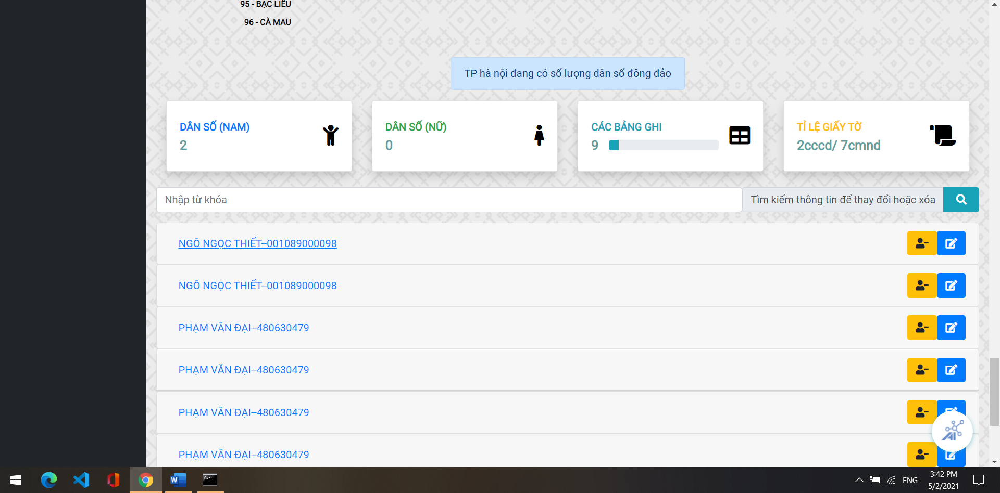 95 - BẠC LIÊU
96 - CÀ MAU
TP hà nội đang có số lượng dân số đông đảo
DÂN SỐ (NAM)
2
DÂN SỐ (NỮ)
0
CÁC BẢNG GHI
9
TỈ LỆ GIẤY TỜ
2cccd/ 7cmnd
Nhập từ khóa
Tìm kiếm thông tin để thay đổi hoặc xóa
NGÔ NGỌC THIẾT--001089000098
NGÔ NGỌC THIẾT--001089000098
PHẠM VĂN ĐẠI--480630479
PHẠM VĂN ĐẠI--480630479
PHẠM VĂN ĐẠI--480630479
AI
PHẠM VĂN ĐẠI--480630479
ENG
3:42 PM
5/2/2021